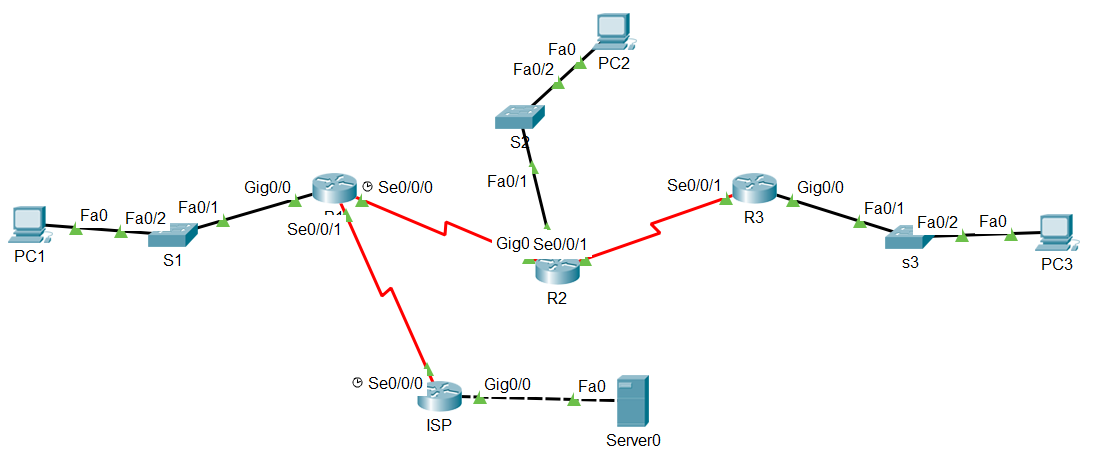 Fa0
PC2
Fa0/2
S2
Fa0/1
Gig0/0
Se0/0/0
Se0/0/1
Se0/0/1
R3
Gig0/0
Fa0
Fa0/2
Fa0/1
PC1
S1
Gig0
Se0/0/1
R2
Fa0/1
Fa0/2
Fa0
s3
PC3
Se0/0/0
Gig0/0
Fa0
ISP
Server0